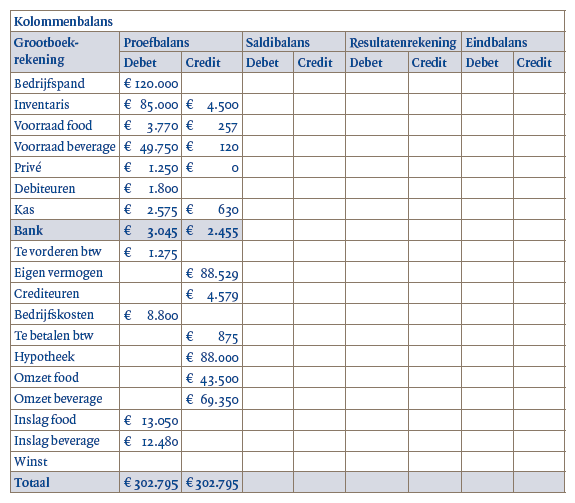 Kolommenbalans
Grootboek-rekening Proefbalans Saldibalans Resultatenrekening Eindbalans
Debet Credit Debet Credit Debet Credit Debet Credit
Bedrijfspand € 120.000
Inventaris € 85.000 € 4.500
Voorraad food € 3.770 € 257
Voorraad beverage € 49.750 € 120
Privé € 1.250 € 0
Debiteuren € 1.800
Kas € 2.575 € 630
Bank € 3.045 € 2.455
Te vorderen btw € 1.275
Eigen vermogen € 88.529
Crediteuren € 4.579
Bedrijfskosten € 8.800
Te betalen btw € 875
Hypotheek € 88.000
Omzet food € 43.500
Omzet beverage € 69.350
Inslag food € 13.050
Inslag beverage € 12.480
Winst
Totaal € 302.795 € 302.795